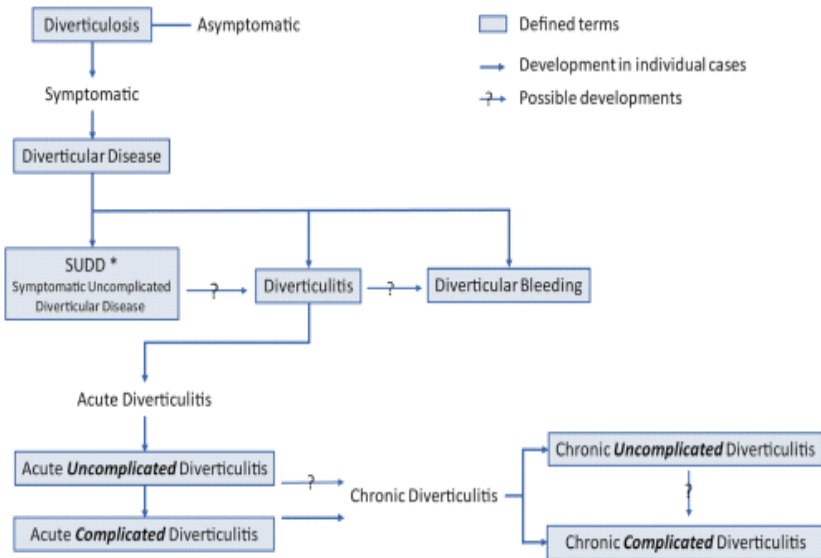 Diverticulosis
Asymptomatic
Defined terms
Development in individual cases
? Possible developments
Symptomatic
Diverticular Disease
SUDD *
Symptomatic Uncomplicated
Diverticular Disease
?
Diverticulitis
?
Diverticular Bleeding
Acute Diverticulitis
Acute Uncomplicated Diverticulitis
?
Acute Complicated Diverticulitis
Chronic Diverticulitis
Chronic Uncomplicated Diverticulitis
?
Chronic Complicated Diverticulitis